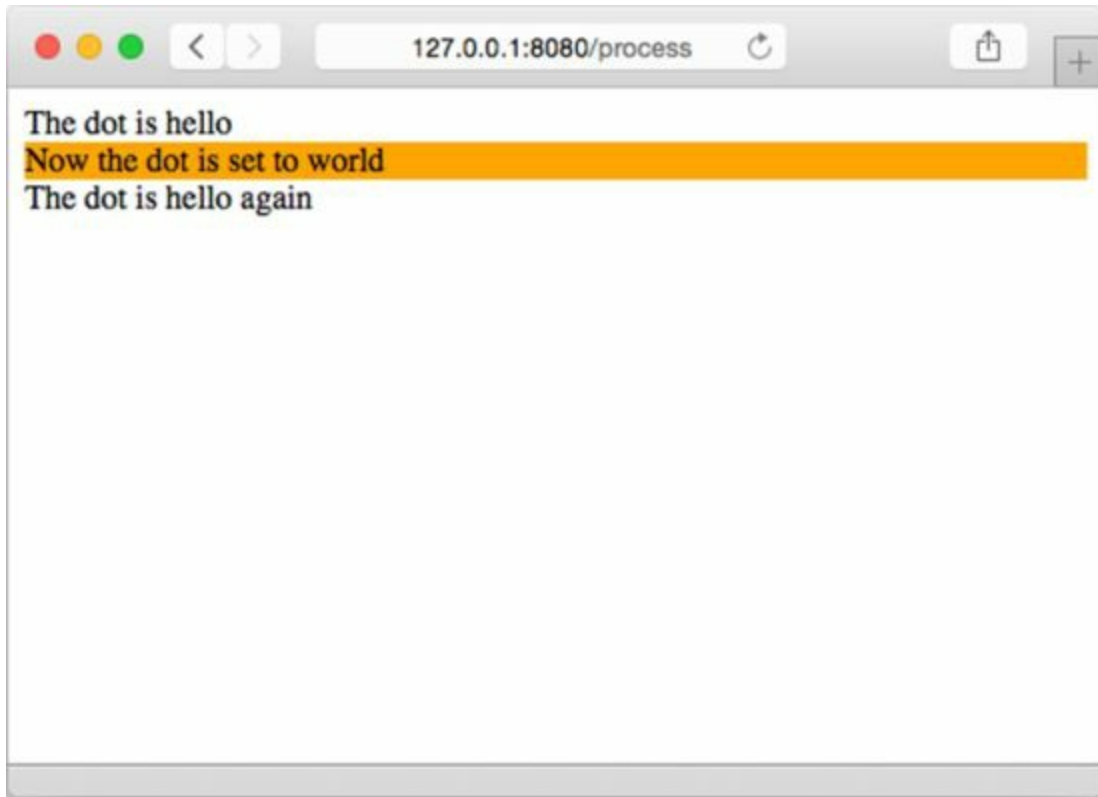 127.0.0.1:8080/process
The dot is hello
Now the dot is set to world
The dot is hello again